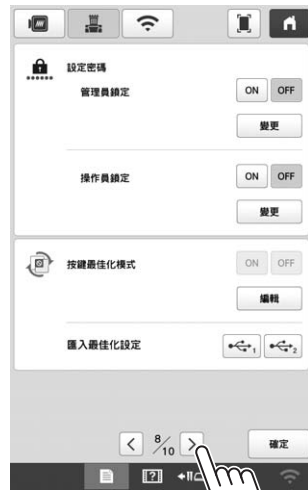 設定密碼
管理員鎖定 ON OFF
變更
操作員鎖定 ON OFF
變更
按鍵最佳化模式 ON OFF
編輯
匯入最佳化設定 1 2
< 8/10 > 確定